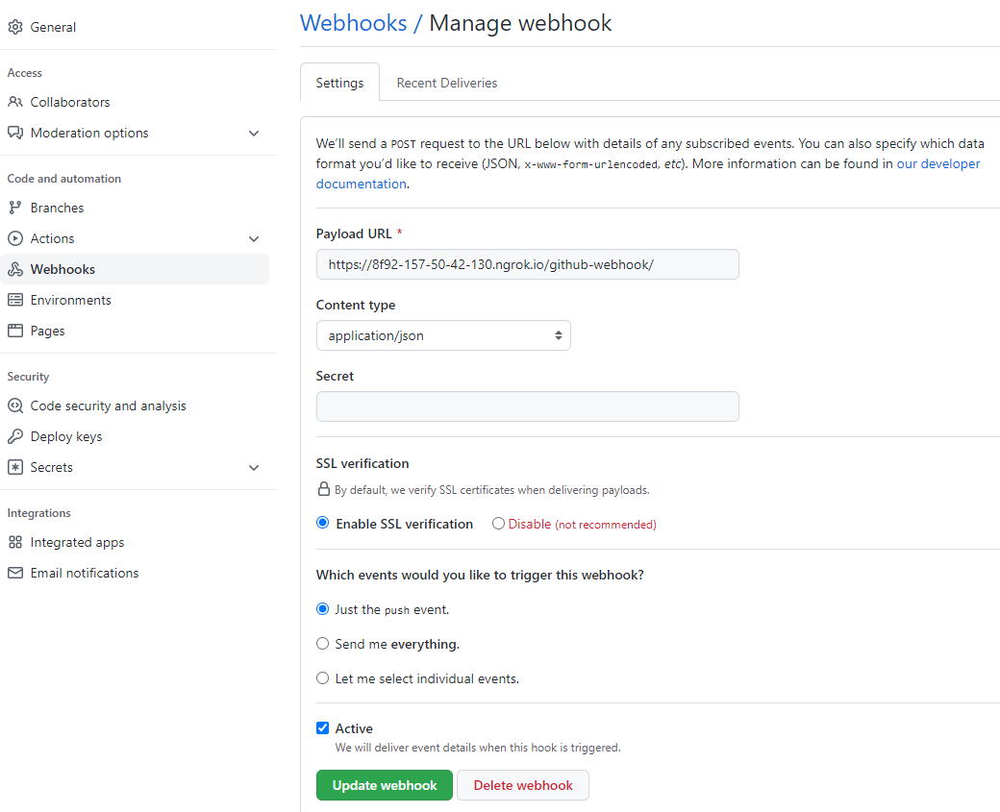 General
Access
Collaborators
Moderation options
Code and automation
Branches
Actions
Webhooks
Environments
Pages
Security
Code security and analysis
Deploy keys
Secrets
Integrations
Integrated apps
Email notifications
Webhooks / Manage webhook
Settings
Recent Deliveries
We’ll send a POST request to the URL below with details of any subscribed events. You can also specify which data
format you’d like to receive (JSON, x-www-form-urlencoded, etc). More information can be found in our developer
documentation.
Payload URL *
https://8f92-157-50-42-130.ngrok.io/github-webhook/
Content type
application/json
Secret
SSL verification
By default, we verify SSL certificates when delivering payloads.
Enable SSL verification
Disable (not recommended)
Which events would you like to trigger this webhook?
Just the push event.
Send me everything.
Let me select individual events.
Active
We will deliver event details when this hook is triggered.
Update webhook
Delete webhook